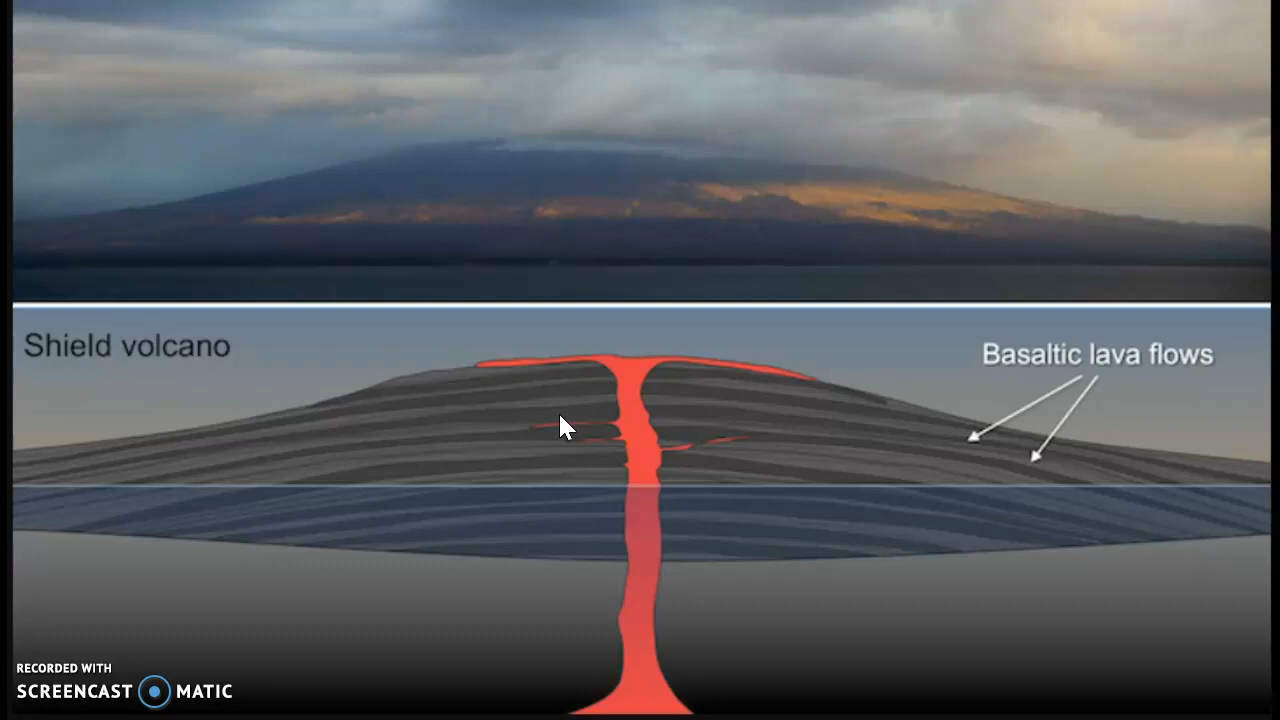 Shield volcano
Basaltic lava flows
RECORDED WITH
SCREENCAST MATIC